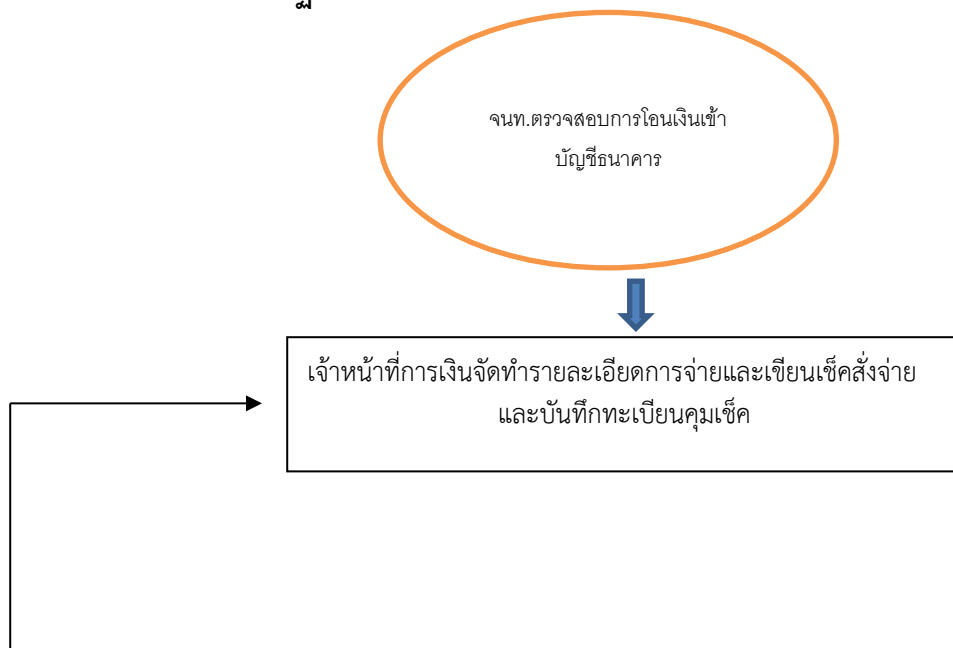 จนท.ตรวจสอบการโอนเงินเข้า
บัญชีธนาคาร
เจ้าหน้าที่การเงินจัดทำรายละเอียดการจ่ายและเขียนเช็คสั่งจ่าย
และบันทึกทะเบียนคุมเช็ค